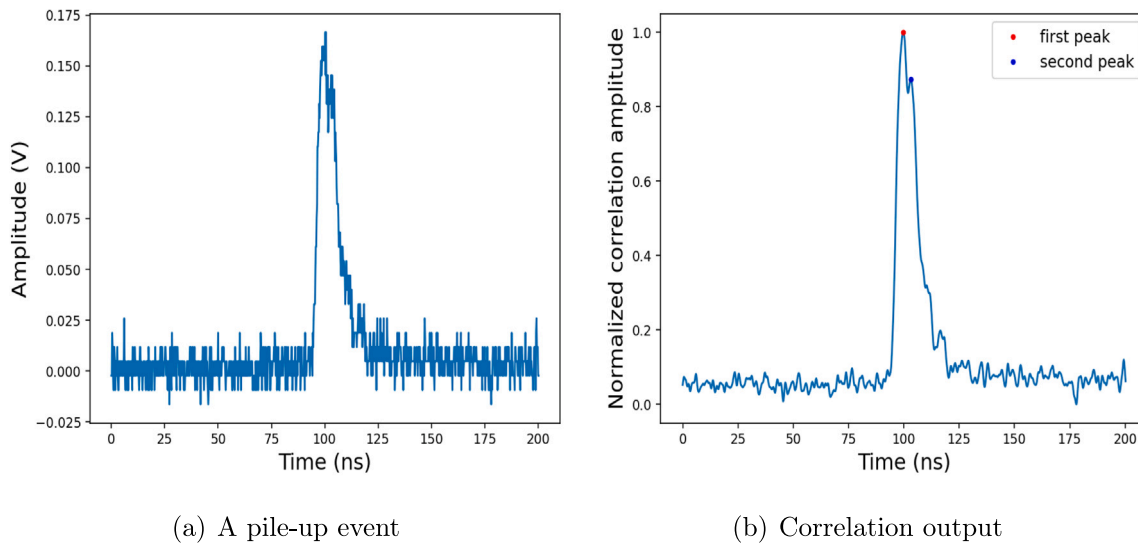 0.175
0.150
0.125
0.100
0.075
0.050
0.025
0.000
−0.025
Amplitude (V)
0 25 50 75 100 125 150 175 200
Time (ns)
(a) A pile-up event
1.0
0.8
0.6
0.4
0.2
0.0
Normalized correlation amplitude
first peak
second peak
0 25 50 75 100 125 150 175 200
Time (ns)
(b) Correlation output